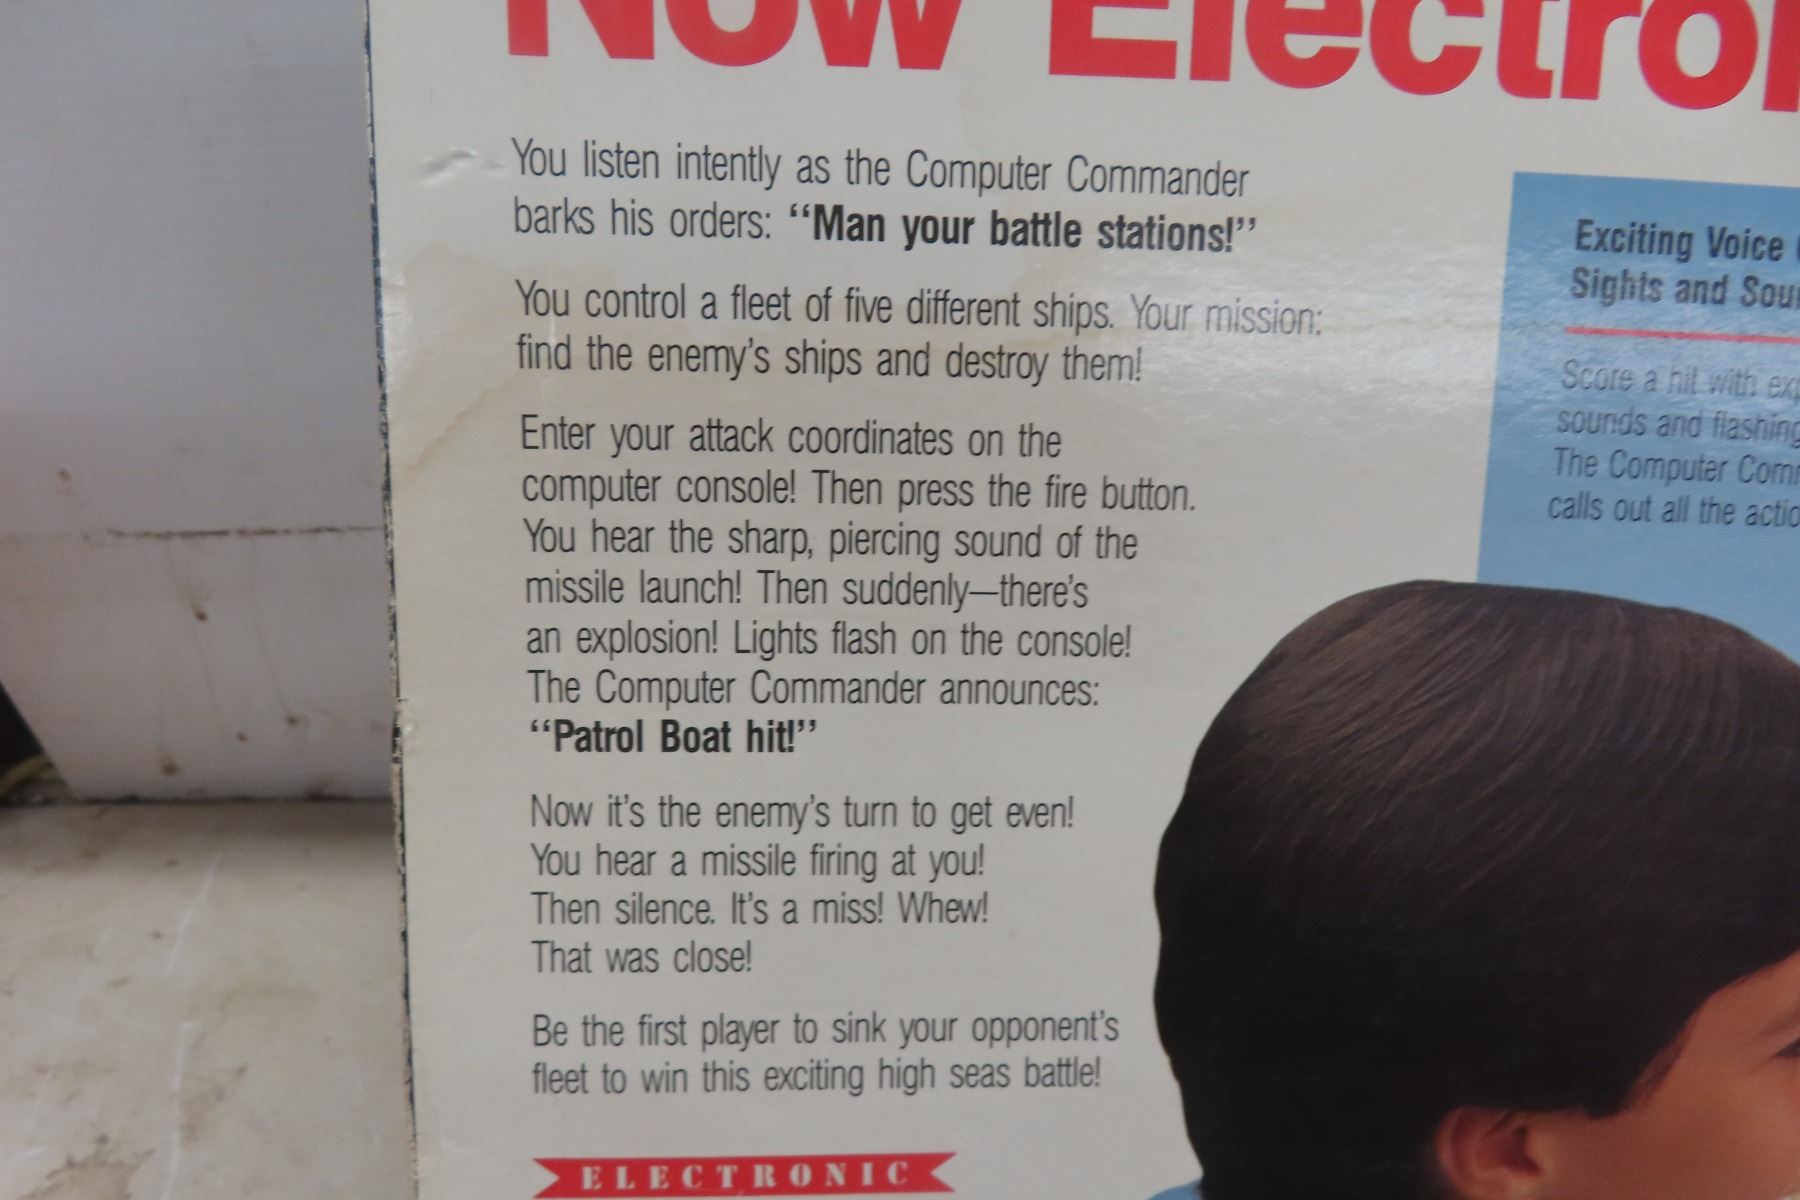 Now Electro
You listen intently as the Computer Commander
barks his orders: “Man your battle stations!”
You control a fleet of five different ships. Your mission:
find the enemy’s ships and destroy them!
Enter your attack coordinates on the
computer console! Then press the fire button.
You hear the sharp, piercing sound of the
missile launch! Then suddenly—there’s
an explosion! Lights flash on the console!
The Computer Commander announces:
“Patrol Boat hit!”
Now it’s the enemy’s turn to get even!
You hear a missile firing at you!
Then silence. It’s a miss! Whew!
That was close!
Be the first player to sink your opponent’s
fleet to win this exciting high seas battle!
ELECTRONIC
Exciting Voice
Sights and Sou
Score a hit with exp
sounds and flashing
The Computer Com
calls out all the actio